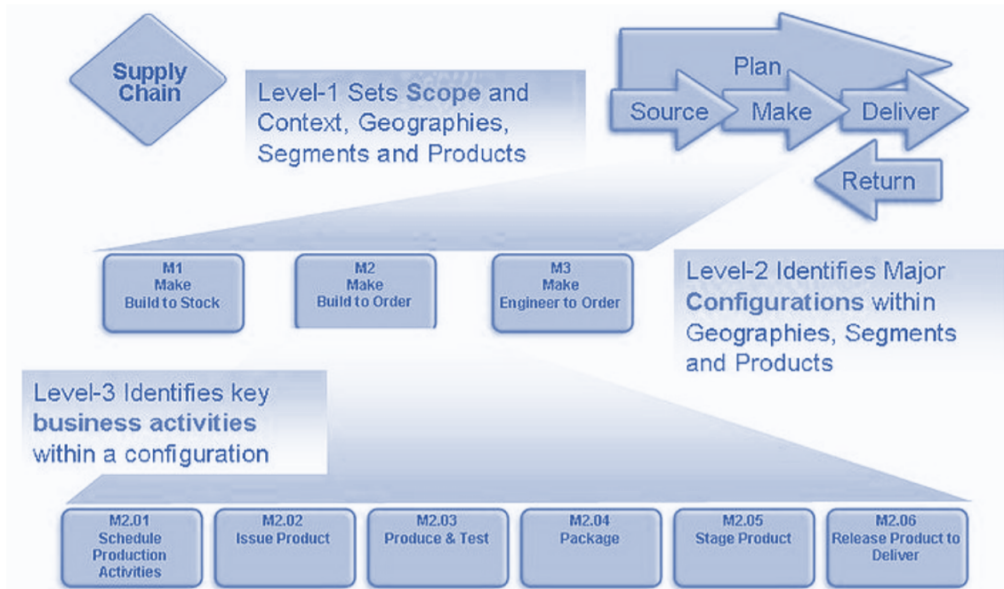 Supply
Chain
Level-1 Sets Scope and
Context, Geographies,
Segments and Products
Plan
Source
Make
Deliver
Return
M1
Make
Build to Stock
M2
Make
Build to Order
M3
Make
Engineer to Order
Level-2 Identifies Major
Configurations within
Geographies, Segments
and Products
Level-3 Identifies key
business activities
within a configuration
M2.01
Schedule
Production
Activities
M2.02
Issue Product
M2.03
Produce & Test
M2.04
Package
M2.05
Stage Product
M2.06
Release Product to
Deliver